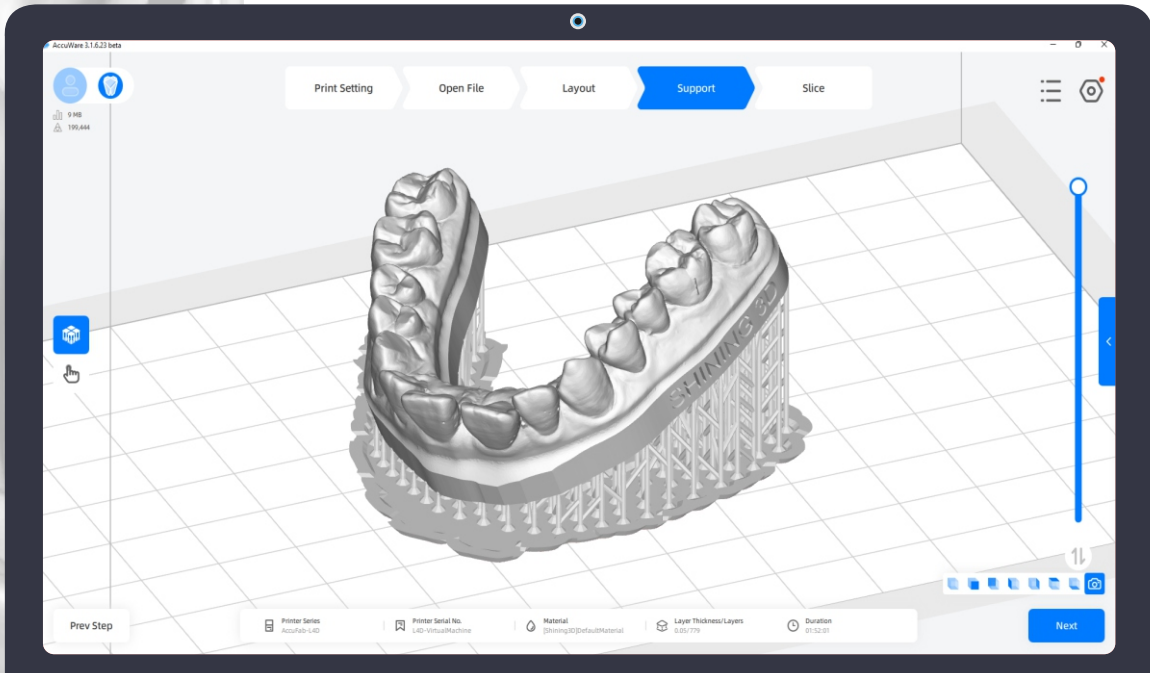 AccuWare 3.1.6.23 beta
Print Setting
Open File
Layout
Support
Slice
9 MB
199,444
SHINING 3D
Prev Step
Printer Series
AccuFab-L4D
Printer Serial No.
L4D-VirtualMachine
Material
[Shining3D]DefaultMaterial
Layer Thickness/Layers
0.05/779
Duration
01:52:01
Next